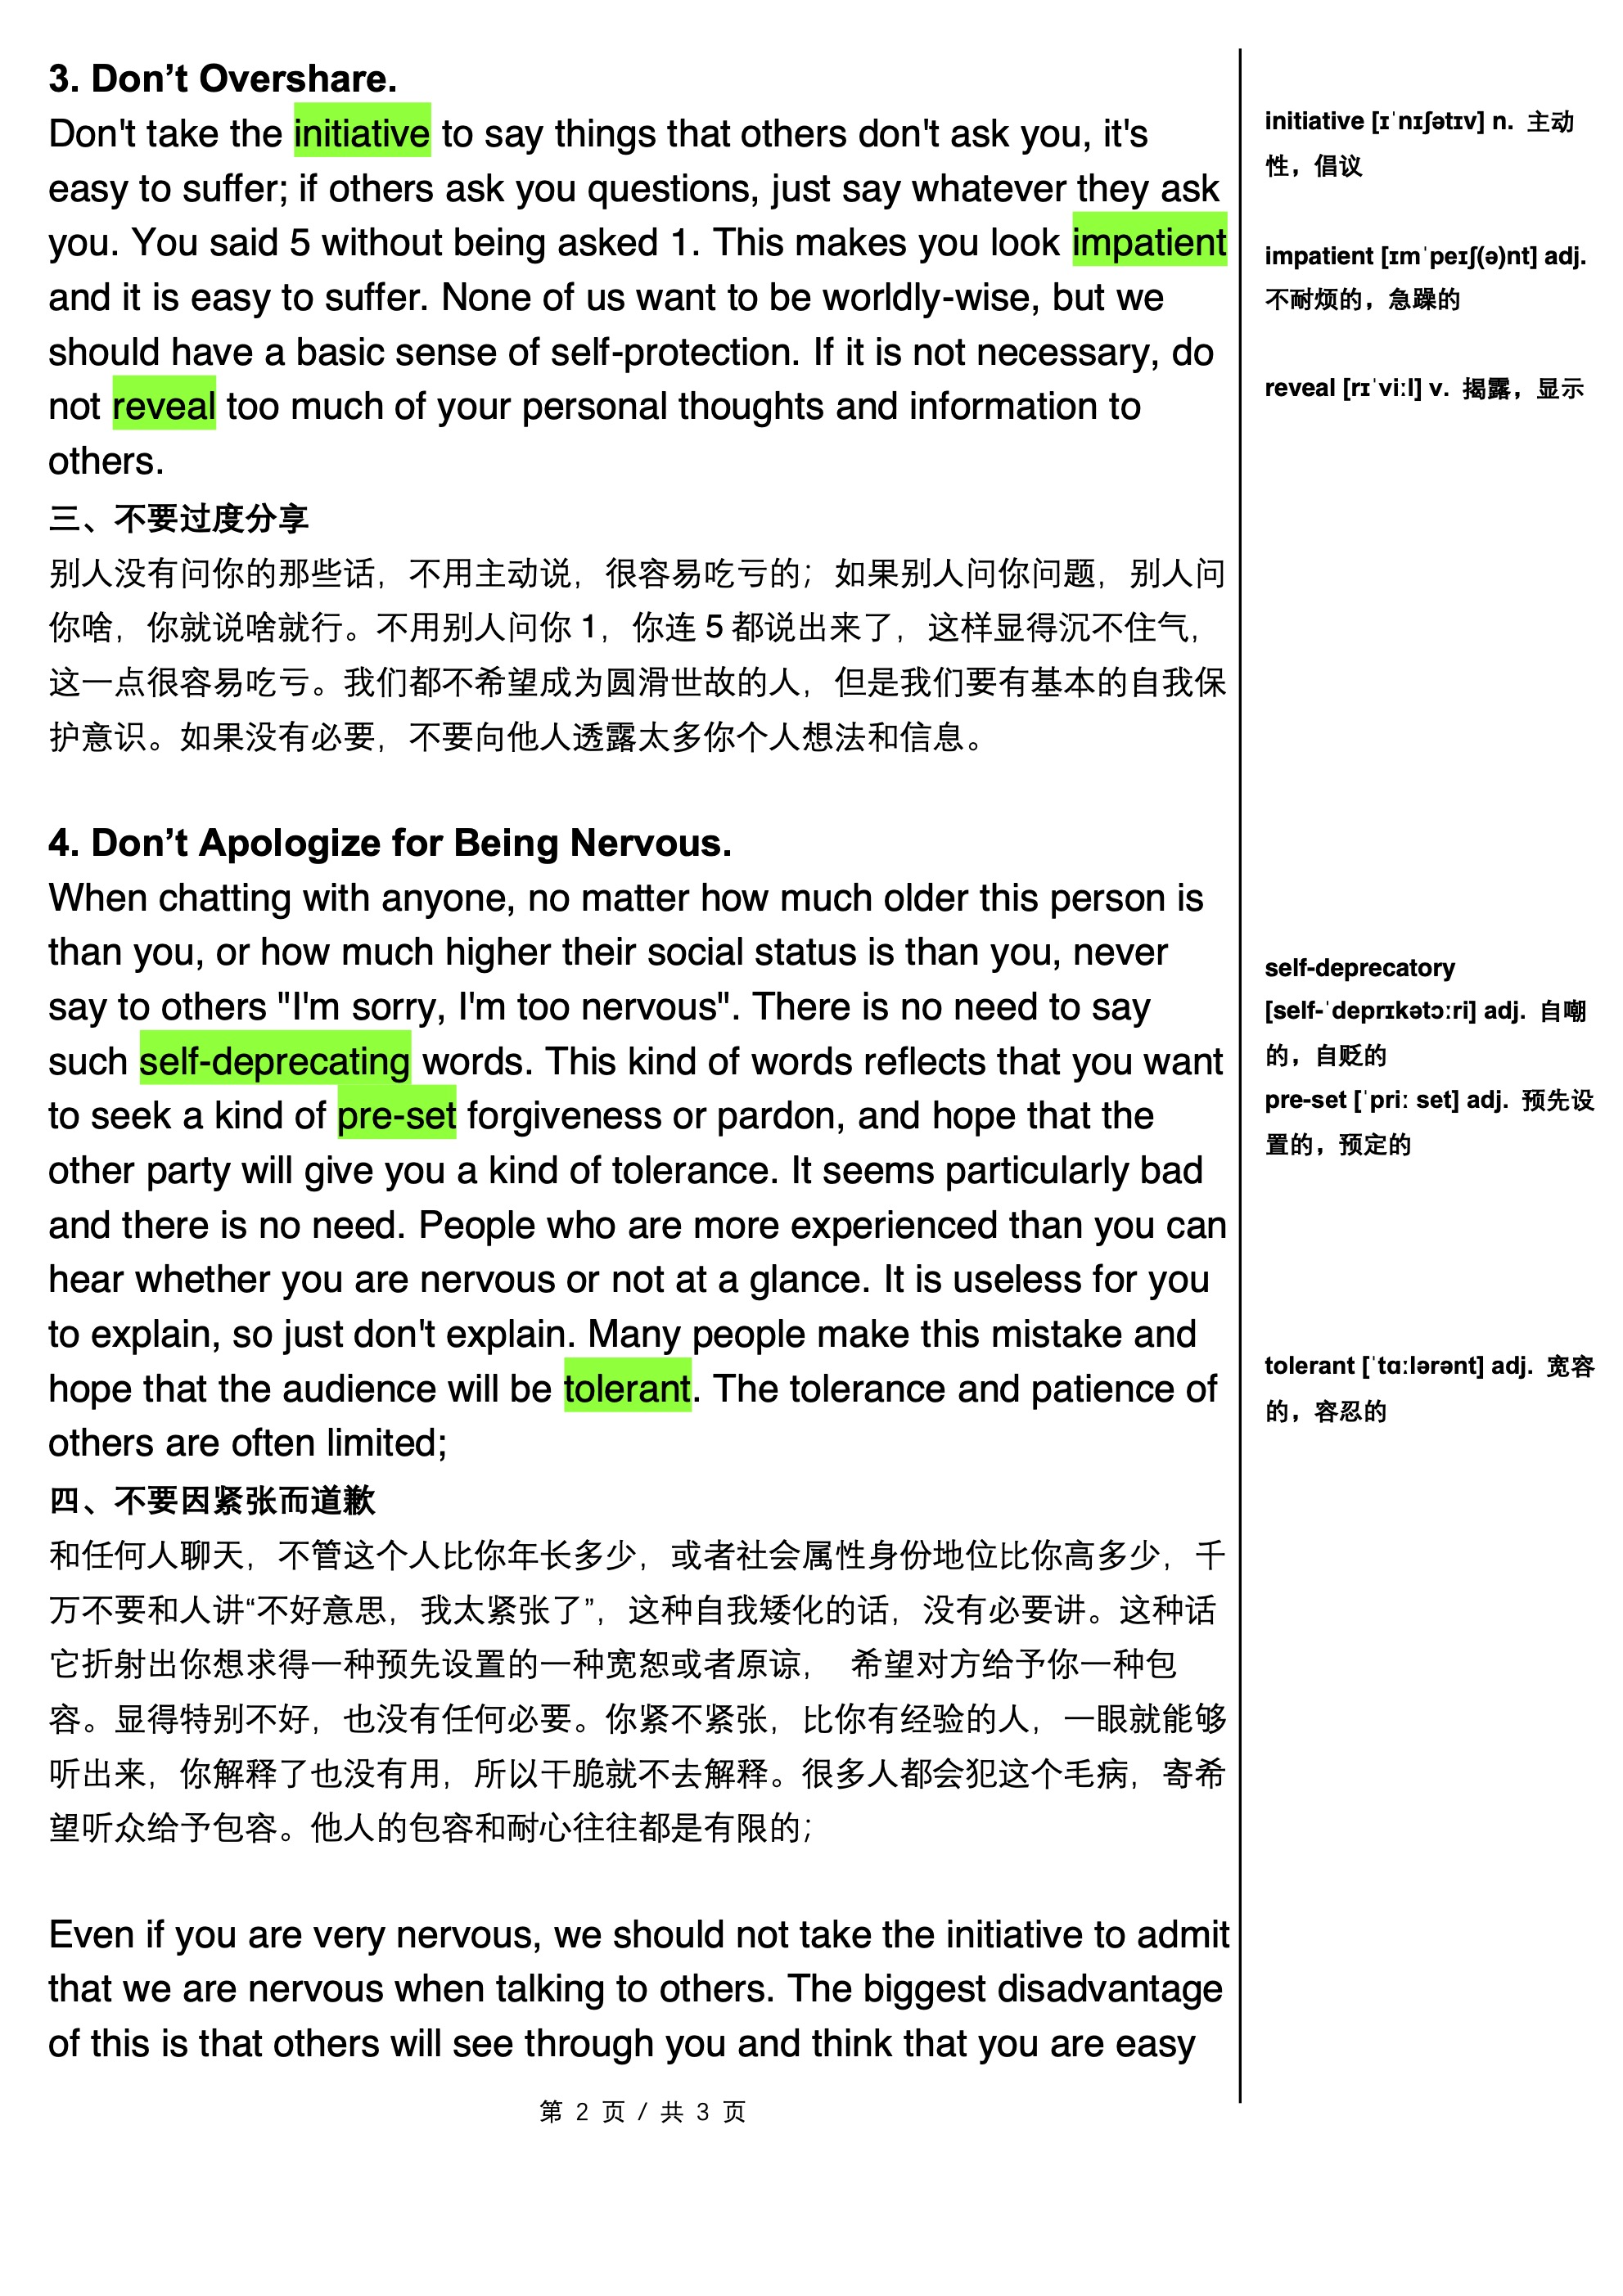 3. Don’t Overshare.
Don't take the initiative to say things that others don't ask you, it's
easy to suffer; if others ask you questions, just say whatever they ask
you. You said 5 without being asked 1. This makes you look impatient
and it is easy to suffer. None of us want to be worldly-wise, but we
should have a basic sense of self-protection. If it is not necessary, do
not reveal too much of your personal thoughts and information to
others.
三、不要过度分享
别人没有问你的那些话，不用主动说，很容易吃亏的；如果别人问你问题，别人问
你啥，你就说啥就行。不用别人问你 1，你连 5 都说出来了，这样显得沉不住气，
这一点很容易吃亏。我们都不希望成为圆滑世故的人，但是我们要有基本的自我保
护意识。如果没有必要，不要向他人透露太多你个人想法和信息。
4. Don’t Apologize for Being Nervous.
When chatting with anyone, no matter how much older this person is
than you, or how much higher their social status is than you, never
say to others "I'm sorry, I'm too nervous". There is no need to say
such self-deprecating words. This kind of words reflects that you want
to seek a kind of pre-set forgiveness or pardon, and hope that the
other party will give you a kind of tolerance. It seems particularly bad
and there is no need. People who are more experienced than you can
hear whether you are nervous or not at a glance. It is useless for you
to explain, so just don't explain. Many people make this mistake and
hope that the audience will be tolerant. The tolerance and patience of
others are often limited;
四、不要因紧张而道歉
和任何人聊天，不管这个人比你年长多少，或者社会属性身份地位比你高多少，千
万不要和人讲“不好意思，我太紧张了”，这种自我矮化的话，没有必要讲。这种话
它折射出你想求得一种预先设置的一种宽恕或者原谅， 希望对方给予你一种包
容。显得特别不好，也没有任何必要。你紧不紧张，比你有经验的人，一眼就能够
听出来，你解释了也没有用，所以干脆就不去解释。很多人都会犯这个毛病，寄希
望听众给予包容。他人的包容和耐心往往都是有限的；
Even if you are very nervous, we should not take the initiative to admit
that we are nervous when talking to others. The biggest disadvantage
of this is that others will see through you and think that you are easy
initiative [ɪˈnɪʃətɪv] n. 主动
性，倡议
impatient [ɪmˈpeɪʃ(ə)nt] adj.
不耐烦的，急躁的
reveal [rɪˈviːl] v. 揭露，显示
self-deprecatory
[self-ˈdeprɪkətɔːri] adj. 自嘲
的，自贬的
pre-set [ˈpriː set] adj. 预先设
置的，预定的
tolerant [ˈtɑːlərənt] adj. 宽容
的，容忍的
第 2 页 / 共 3 页